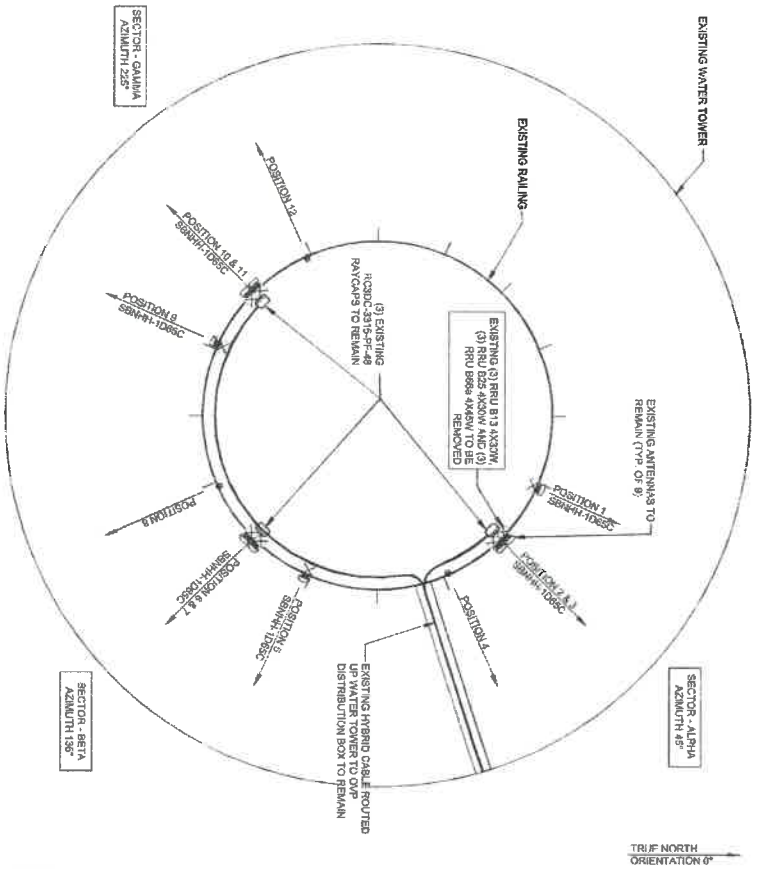 EXISTING WATER TOWER
EXISTING RAILING
SECTOR - GAMMA
AZIMUTH 225°
POSITION 12
POSITION 10 & 11
SBNHH-1D65C
POSITION 9
SBNHH-1D65C
(3) EXISTING
RC3DC-3315-PF-48
RAYCAPS TO REMAIN
EXISTING (3) RRU B13 4X30W,
(3) RRU B25 4X30W AND (3)
RRU B66a 4X45W TO BE
REMOVED
EXISTING ANTENNAS TO
REMAIN (TYP. OF 9)
POSITION 1
SBNHH-1D65C
POSITION 2 & 3
SBNHH-1D65C
POSITION 4
POSITION 8
POSITION 6 & 7
SBNHH-1D65C
POSITION 5
SBNHH-1D65C
EXISTING HYBRID CABLE ROUTED
UP WATER TOWER TO OVP
DISTRIBUTION BOX TO REMAIN
SECTOR - ALPHA
AZIMUTH 45°
SECTOR - BETA
AZIMUTH 135°
TRUE NORTH
ORIENTATION 0°